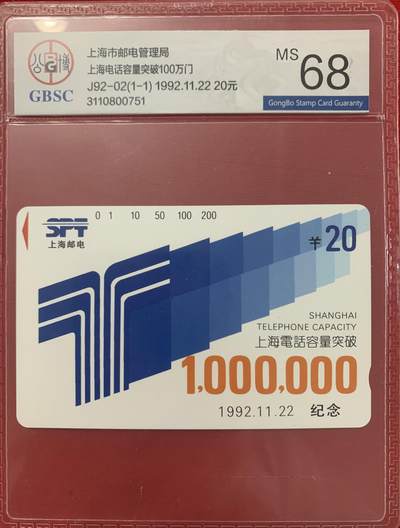 公G博
GBSC
上海市邮电管理局
上海电话容量突破100万门
J92-02(1-1) 1992.11.22 20元
3110800751
MS 68
GongBo Stamp Card Guaranty
SPT
上海邮电
0 1 10 50 100 200
¥20
SHANGHAI
TELEPHONE CAPACITY
上海電話容量突破
1,000,000
1992.11.22 纪念